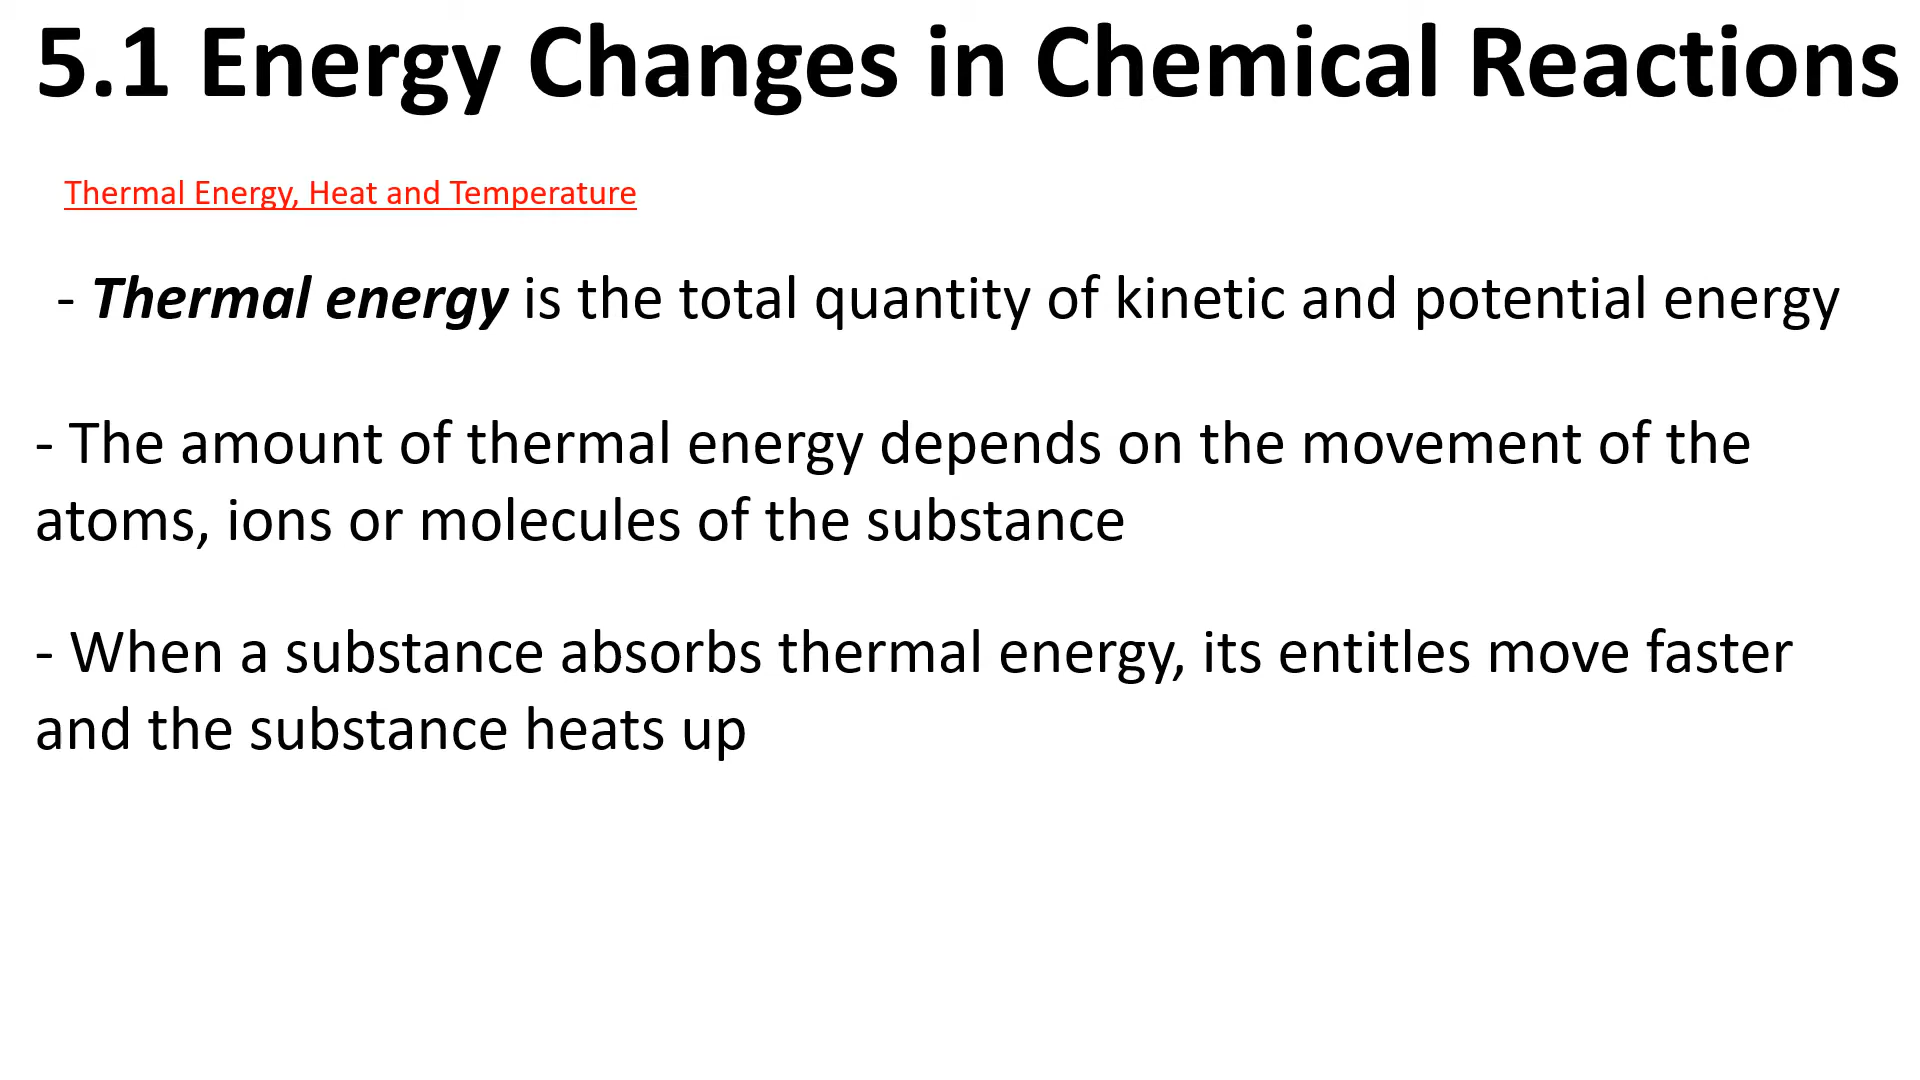 5.1 Energy Changes in Chemical Reactions
Thermal Energy, Heat and Temperature
- Thermal energy is the total quantity of kinetic and potential energy
- The amount of thermal energy depends on the movement of the
atoms, ions or molecules of the substance
- When a substance absorbs thermal energy, its entitles move faster
and the substance heats up